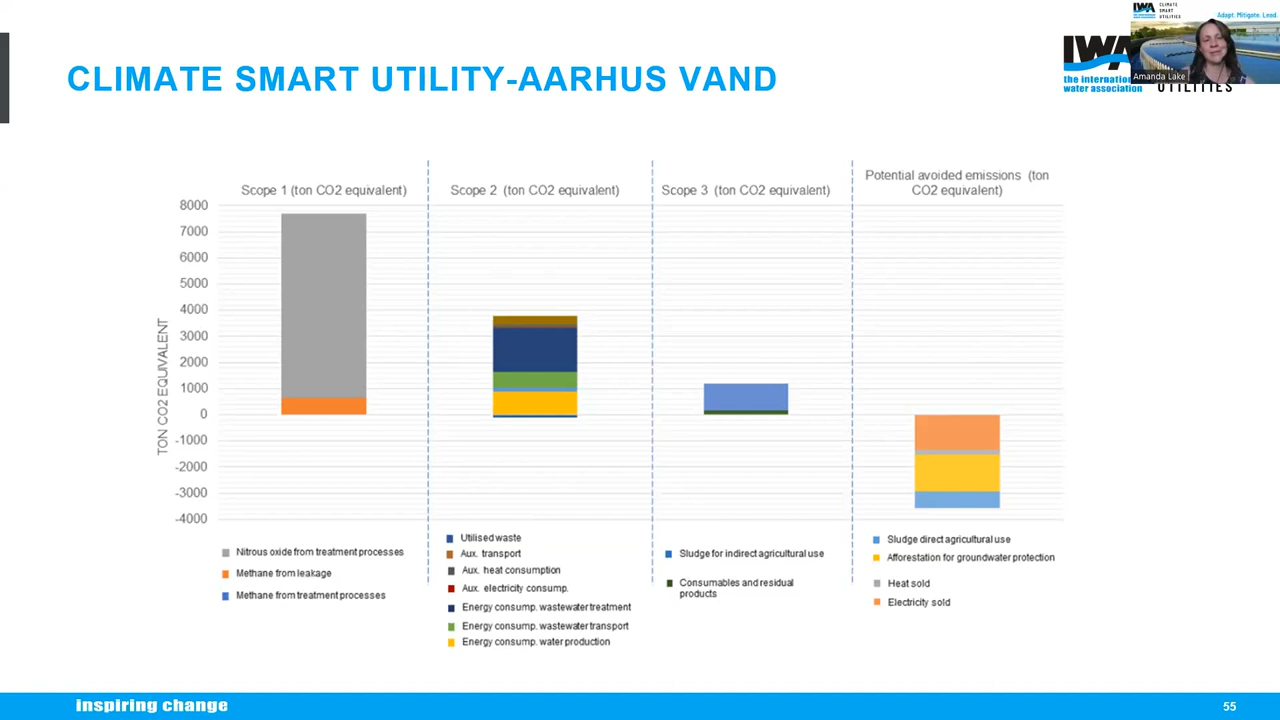 CLIMATE SMART UTILITY-AARHUS VAND
IWA
the internation
water association
UTILITIES
IWA
CLIMATE
SMART
UTILITIES
Adapt. Mitigate. Lead.
Amanda Lake
Scope 1 (ton CO2 equivalent)
Scope 2 (ton CO2 equivalent)
Scope 3 (ton CO2 equivalent)
Potential avoided emissions (ton
CO2 equivalent)
TON CO2 EQUIVALENT
8000
7000
6000
5000
4000
3000
2000
1000
0
-1000
-2000
-3000
-4000
Nitrous oxide from treatment processes
Methane from leakage
Methane from treatment processes
Utilised waste
Aux. transport
Aux. heat consumption
Aux. electricity consump.
Energy consump. wastewater treatment
Energy consump. wastewater transport
Energy consump. water production
Sludge for indirect agricultural use
Consumables and residual
products
Sludge direct agricultural use
Afforestation for groundwater protection
Heat sold
Electricity sold
inspiring change
55